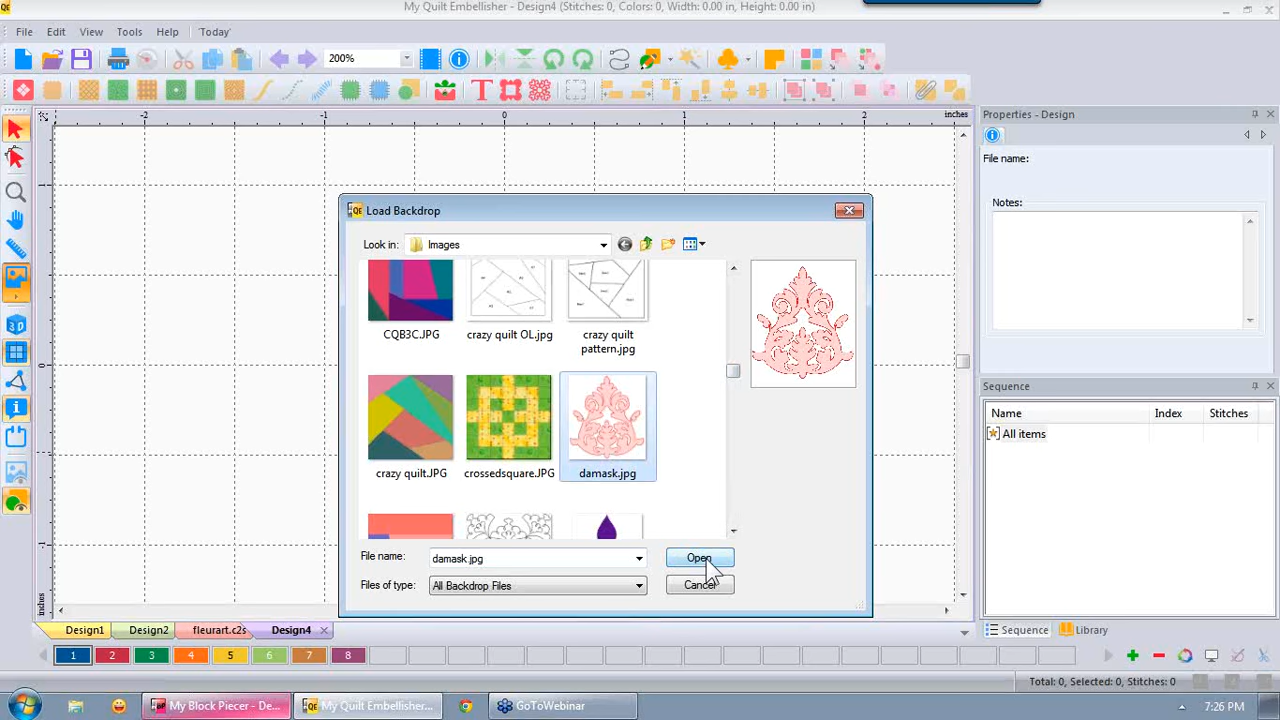 My Quilt Embellisher - Design4 (Stitches: 0, Colors: 0, Width: 0.00 in, Height: 0.00 in)
File Edit View Tools Help 'Today'
200%
-2 -1 0 1 2 inches
Properties - Design
File name:
Notes:
Load Backdrop
Look in: Images
CQB3C.JPG
crazy quilt OL.jpg
crazy quilt
pattern.jpg
crazy quilt.JPG
crossedsquare.JPG
damask.jpg
File name: damask.jpg Open
Files of type: All Backdrop Files Cancel
Sequence
Name Index Stitches
All items
1
0
inches
Design1 Design2 fleurart.c2s Design4
Sequence Library
1 2 3 4 5 6 7 8
Total: 0, Selected: 0, Stitches: 0
My Block Piecer - De... My Quilt Embellisher... GoToWebinar 7:26 PM